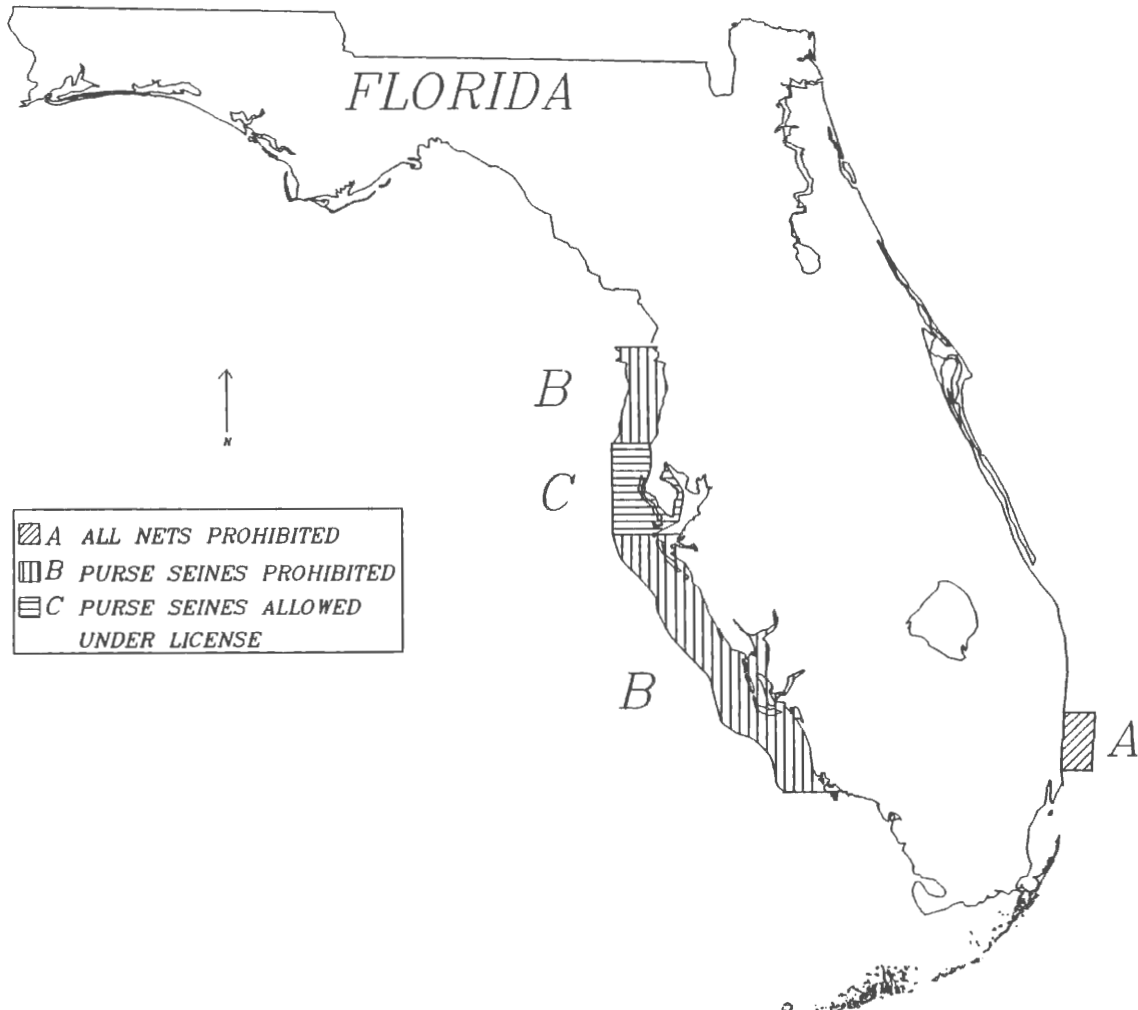 FLORIDA
B
N
C
A ALL NETS PROHIBITED
B PURSE SEINES PROHIBITED
C PURSE SEINES ALLOWED
UNDER LICENSE
B
A